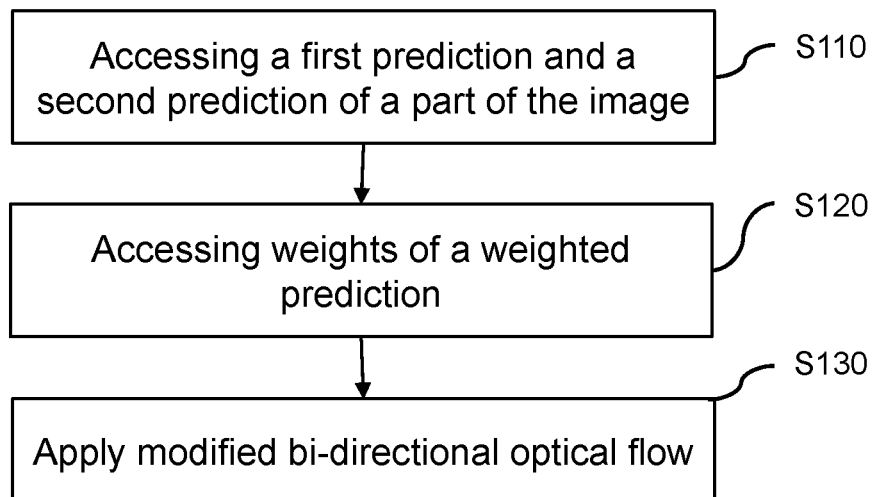 Accessing a first prediction and a
second prediction of a part of the image
S110
Accessing weights of a weighted
prediction
S120
Apply modified bi-directional optical flow
S130